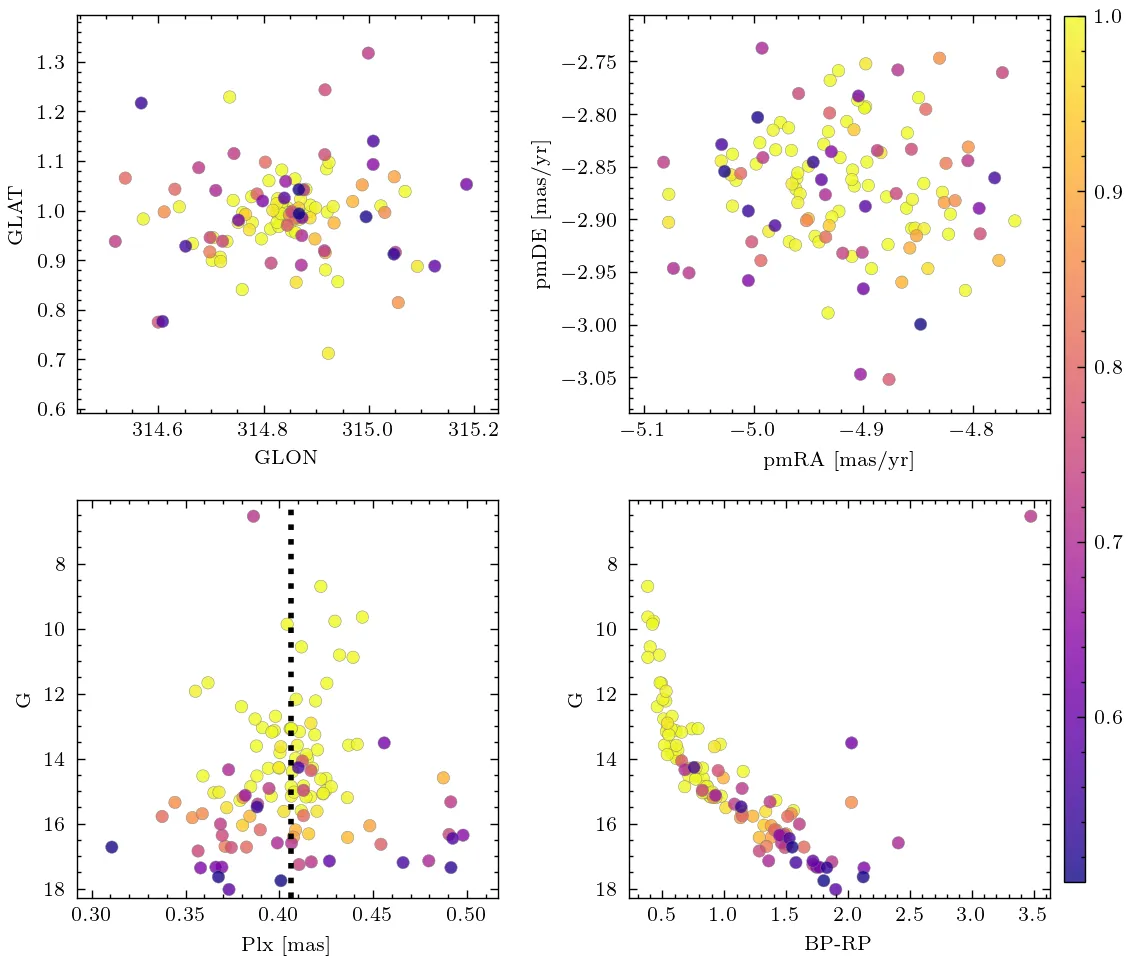 1.3
1.2
1.1
1.0
0.9
0.8
0.7
0.6
GLAT
314.6 314.8 315.0 315.2
GLON
−2.75
−2.80
−2.85
−2.90
−2.95
−3.00
−3.05
pmDE [mas/yr]
−5.1 −5.0 −4.9 −4.8
pmRA [mas/yr]
1.0
0.9
0.8
0.7
0.6
8
10
12
14
16
18
G
0.30 0.35 0.40 0.45 0.50
Plx [mas]
8
10
12
14
16
18
G
0.5 1.0 1.5 2.0 2.5 3.0 3.5
BP-RP